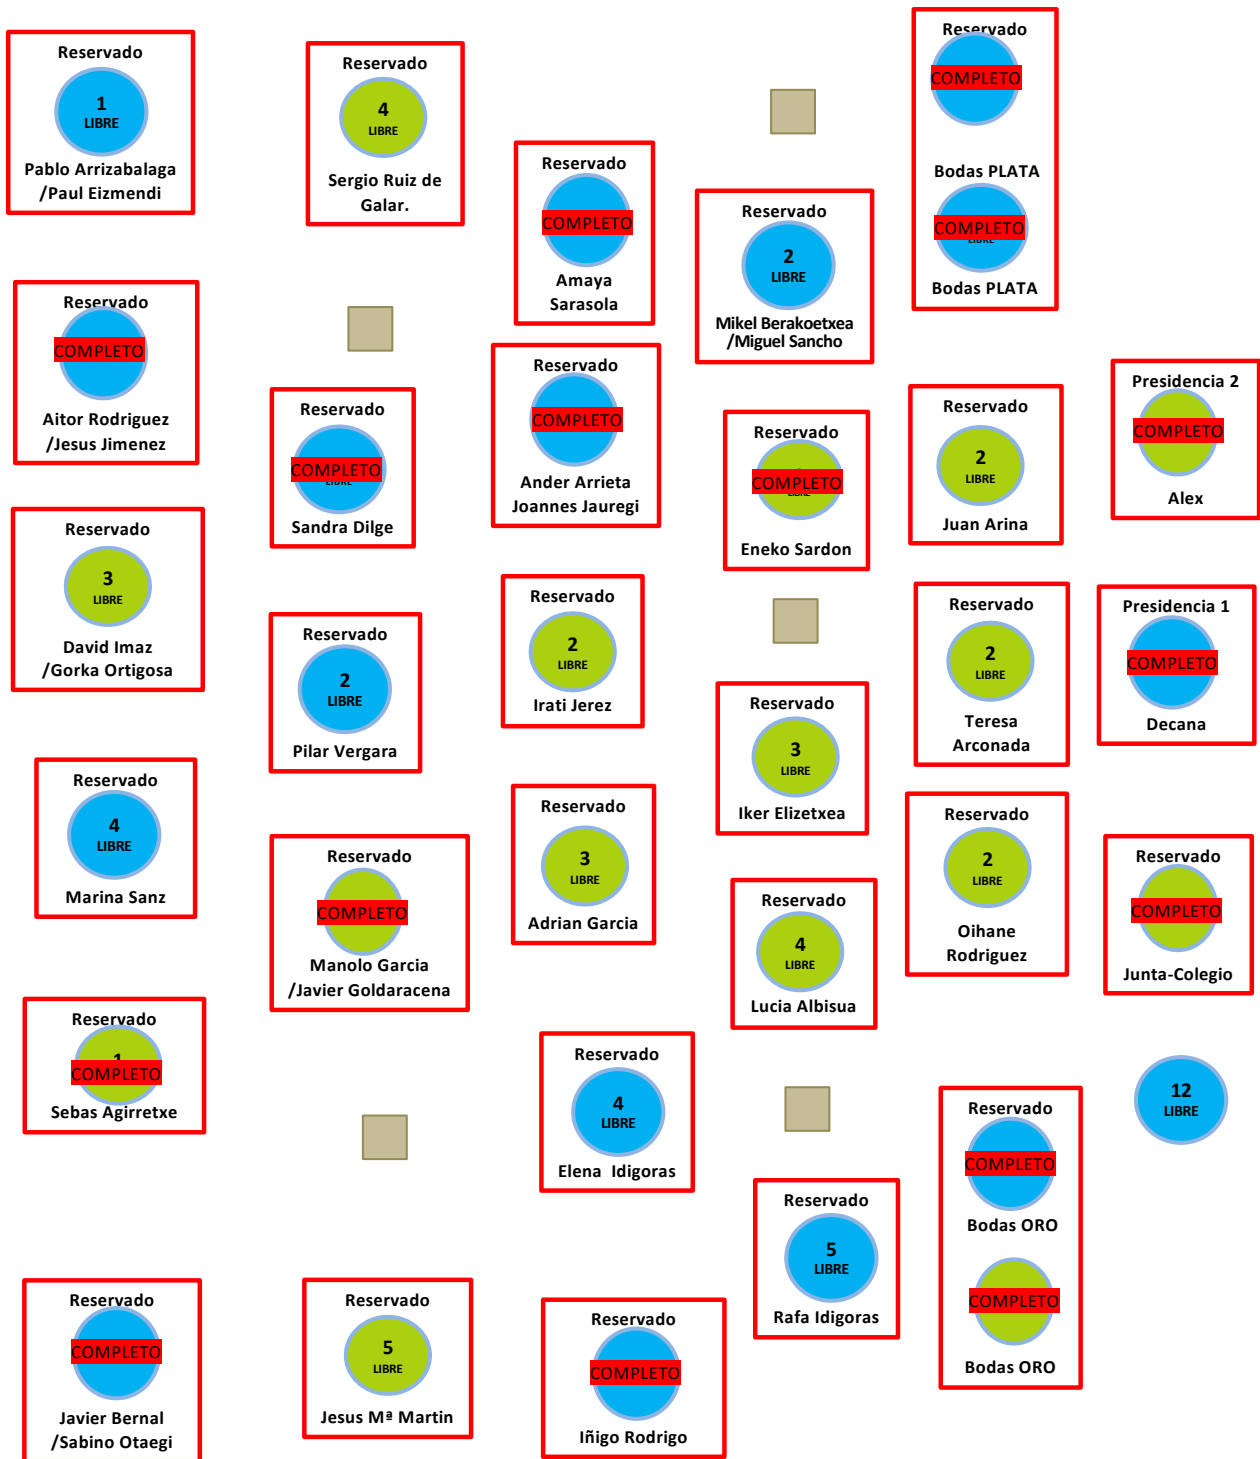 Reservado
1
LIBRE
Pablo Arrizabalaga
/Paul Eizmendi
Reservado
4
LIBRE
Sergio Ruiz de
Galar.
Reservado
COMPLETO
Amaya
Sarasola
Reservado
2
LIBRE
Mikel Berakoetxea
/Miguel Sancho
Reservado
COMPLETO
Bodas PLATA
COMPLETO
LIBRE
Bodas PLATA
Reservado
COMPLETO
Aitor Rodriguez
/Jesus Jimenez
Reservado
COMPLETO
LIBRE
Sandra Dilge
Reservado
COMPLETO
Ander Arrieta
Joannes Jauregi
Reservado
COMPLETO
LIBRE
Eneko Sardon
Reservado
2
LIBRE
Juan Arina
Presidencia 2
COMPLETO
Alex
Reservado
3
LIBRE
David Imaz
/Gorka Ortigosa
Reservado
2
LIBRE
Pilar Vergara
Reservado
2
LIBRE
Irati Jerez
Reservado
3
LIBRE
Iker Elizetxea
Reservado
2
LIBRE
Teresa
Arconada
Presidencia 1
COMPLETO
Decana
Reservado
4
LIBRE
Marina Sanz
Reservado
COMPLETO
Manolo Garcia
/Javier Goldaracena
Reservado
3
LIBRE
Adrian Garcia
Reservado
4
LIBRE
Lucia Albisua
Reservado
2
LIBRE
Oihane
Rodriguez
Reservado
COMPLETO
Junta-Colegio
Reservado
1
COMPLETO
Sebas Agirretxe
Reservado
4
LIBRE
Elena Idigoras
Reservado
5
LIBRE
Rafa Idigoras
Reservado
COMPLETO
Bodas ORO
COMPLETO
Bodas ORO
12
LIBRE
Reservado
COMPLETO
Javier Bernal
/Sabino Otaegi
Reservado
5
LIBRE
Jesus Mª Martin
Reservado
COMPLETO
Iñigo Rodrigo